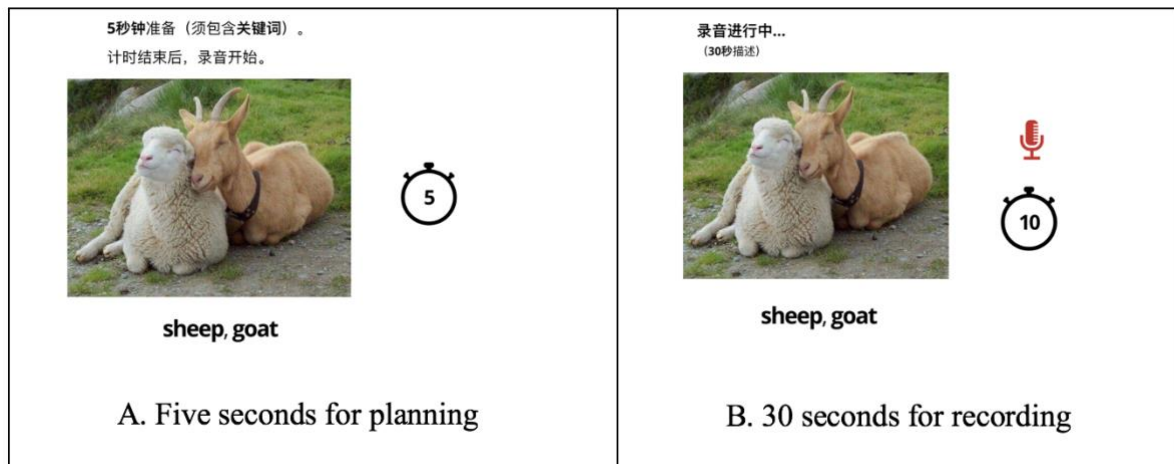 5秒钟准备（须包含关键词）。
计时结束后，录音开始。
5
sheep, goat
A. Five seconds for planning
录音进行中...
（30秒描述）
10
sheep, goat
B. 30 seconds for recording